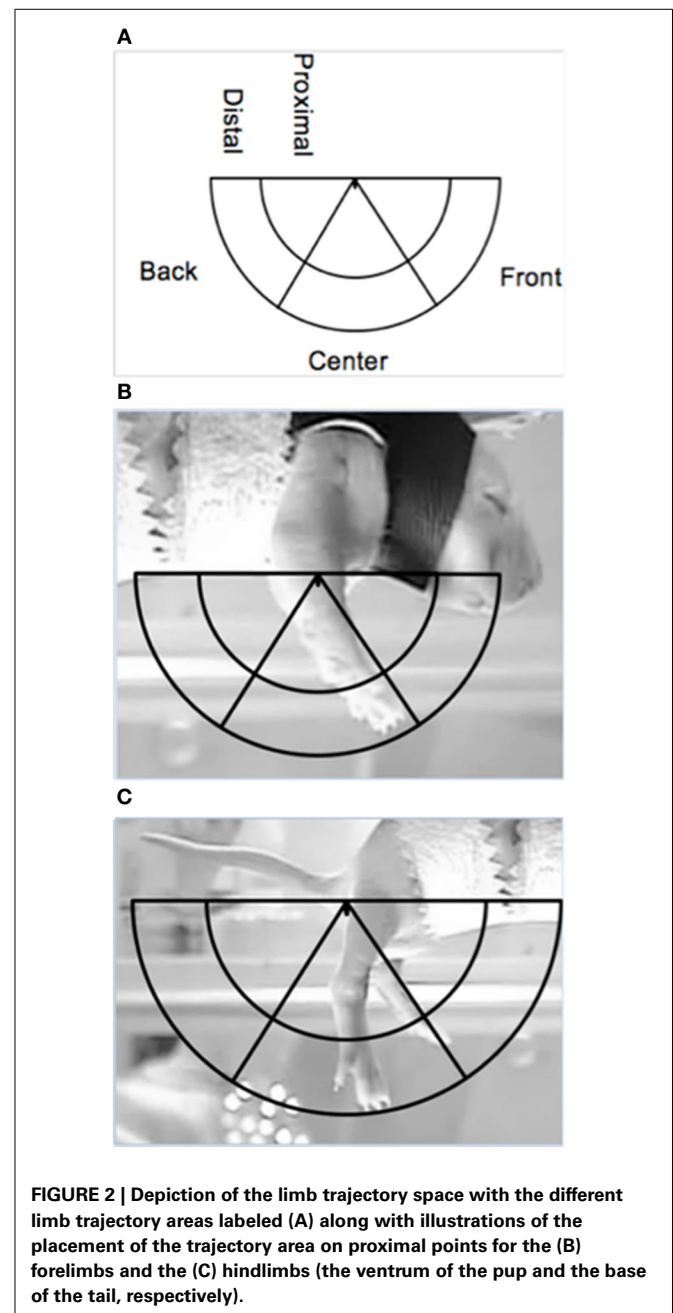 A
Proximal
Distal
Back
Front
Center
B
C
FIGURE 2 | Depiction of the limb trajectory space with the different
limb trajectory areas labeled (A) along with illustrations of the
placement of the trajectory area on proximal points for the (B)
forelimbs and the (C) hindlimbs (the ventrum of the pup and the base
of the tail, respectively).